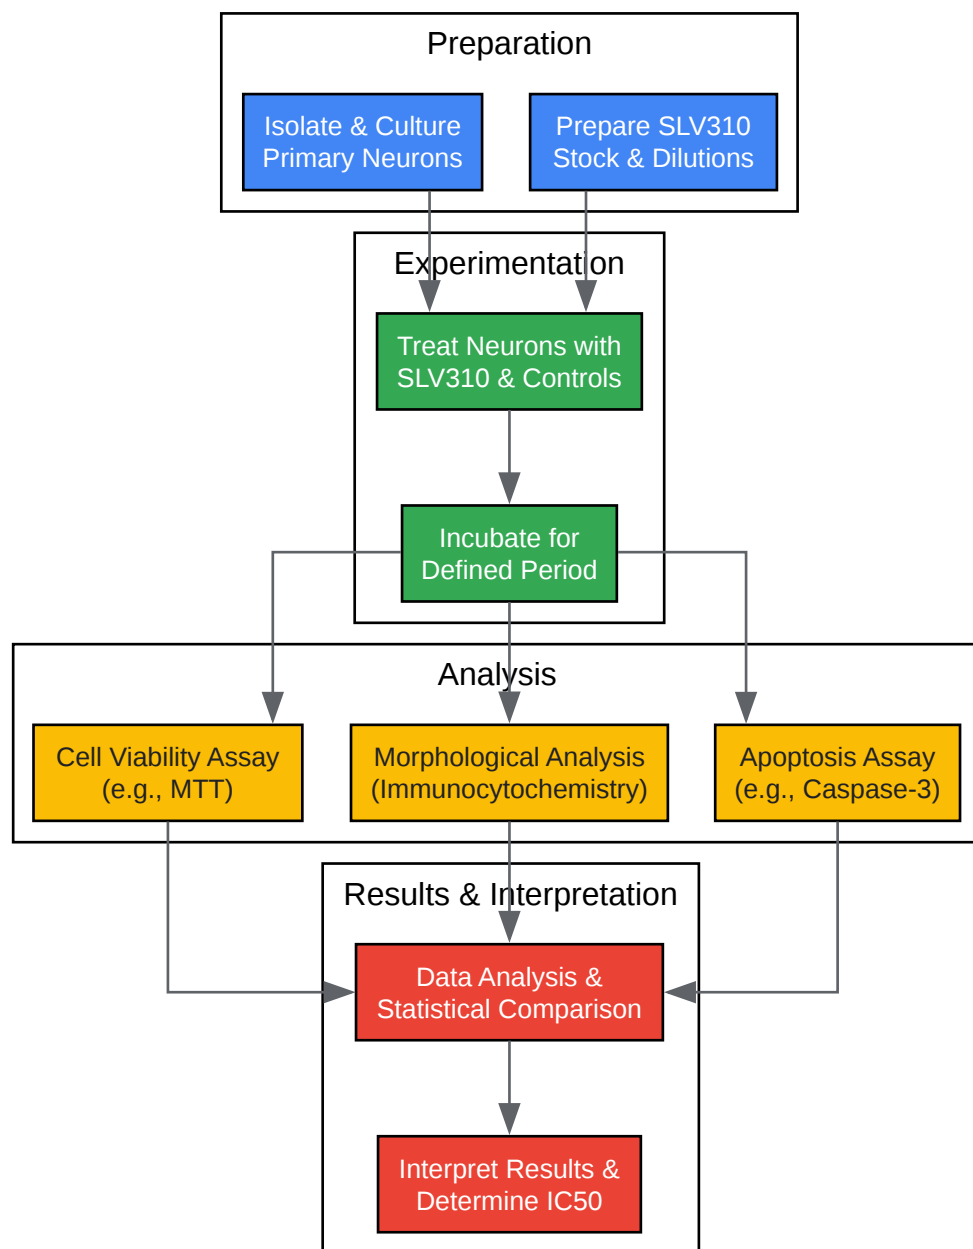 Preparation
Isolate & Culture
Primary Neurons
Prepare SLV310
Stock & Dilutions
Experimentation
Treat Neurons with
SLV310 & Controls
Incubate for
Defined Period
Analysis
Cell Viability Assay
(e.g., MTT)
Morphological Analysis
(Immunocytochemistry)
Apoptosis Assay
(e.g., Caspase-3)
Results & Interpretation
Data Analysis &
Statistical Comparison
Interpret Results &
Determine IC50